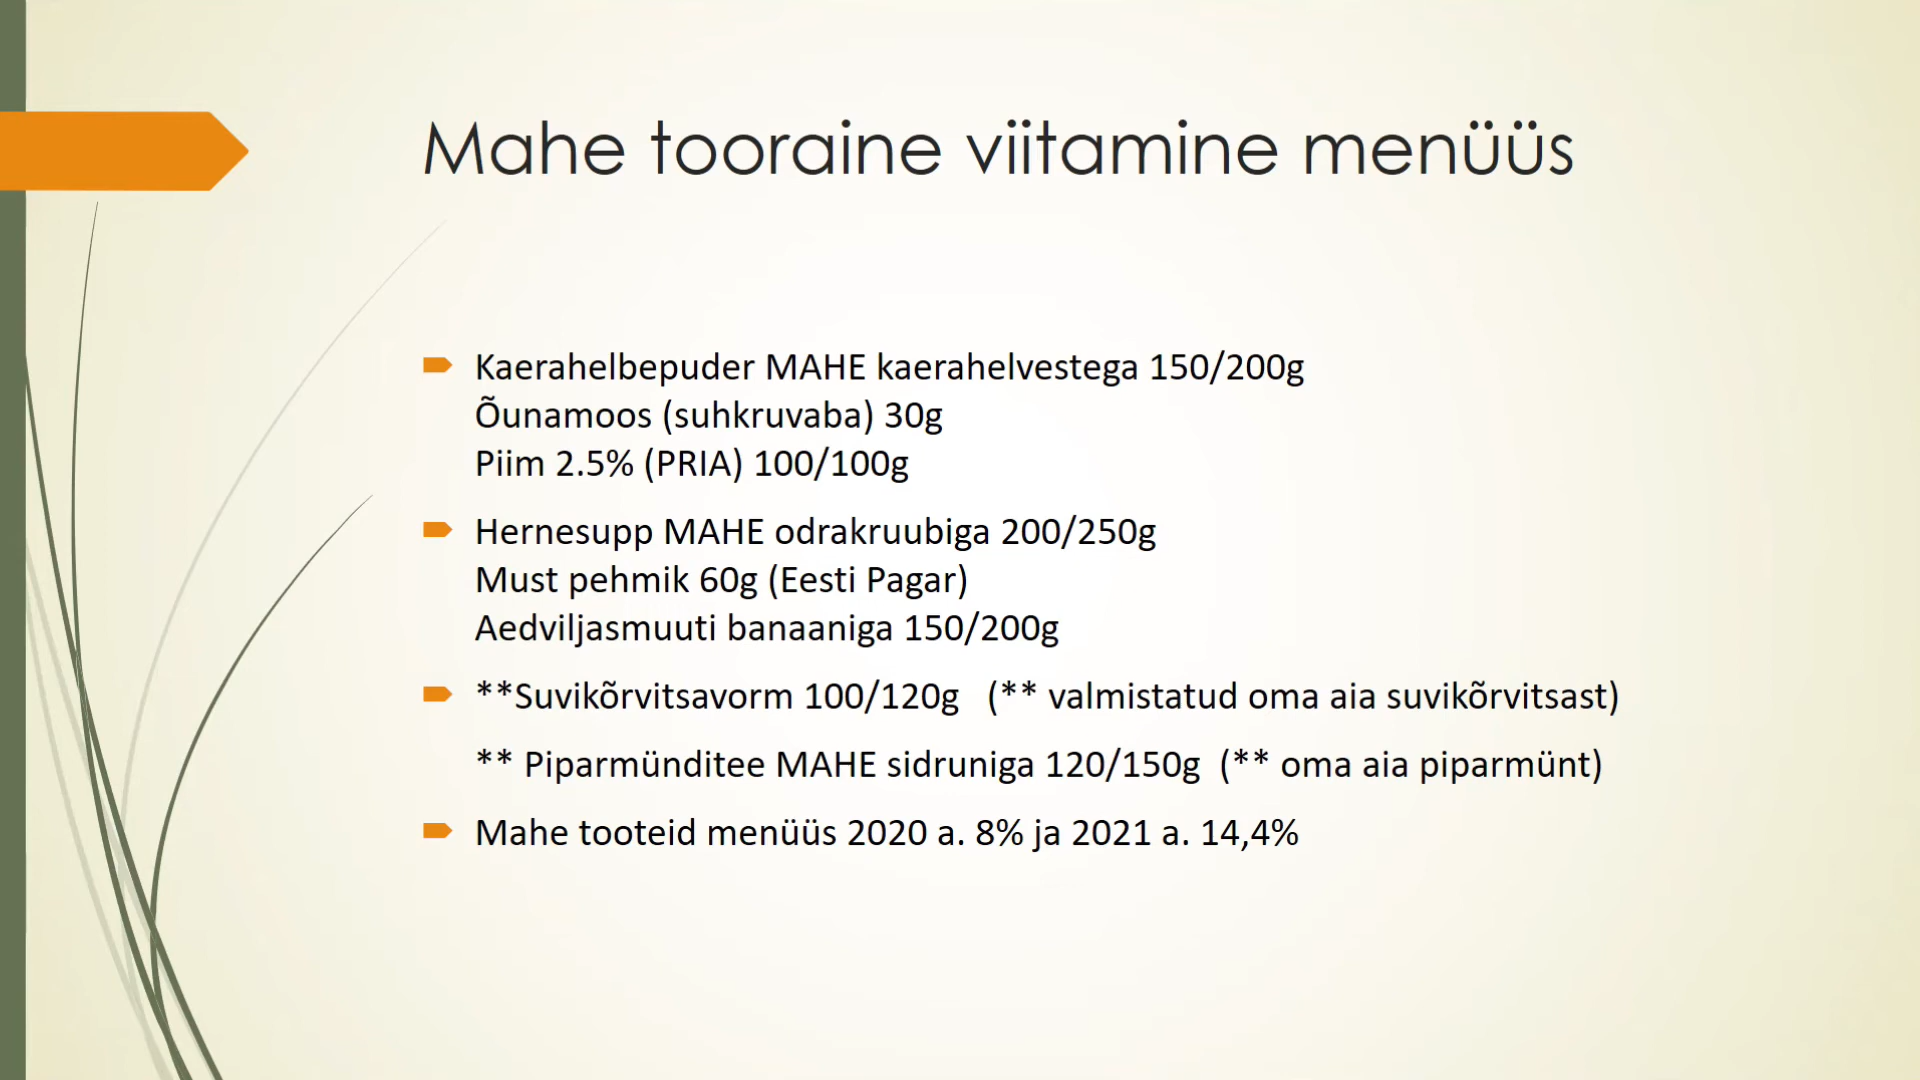 Mahe tooraine viitamine menüüs
Kaerahelbepuder MAHE kaerahelvestega 150/200g
Õunamoos (suhkruvaba) 30g
Piim 2.5% (PRIA) 100/100g
Hernesupp MAHE odrakruubiga 200/250g
Must pehmik 60g (Eesti Pagar)
Aedviljasmuuti banaaniga 150/200g
**Suvikõrvitsavorm 100/120g (** valmistatud oma aia suvikõrvitsast)
** Piparmünditee MAHE sidruniga 120/150g (** oma aia piparmünt)
Mahe tooteid menüüs 2020 a. 8% ja 2021 a. 14,4%